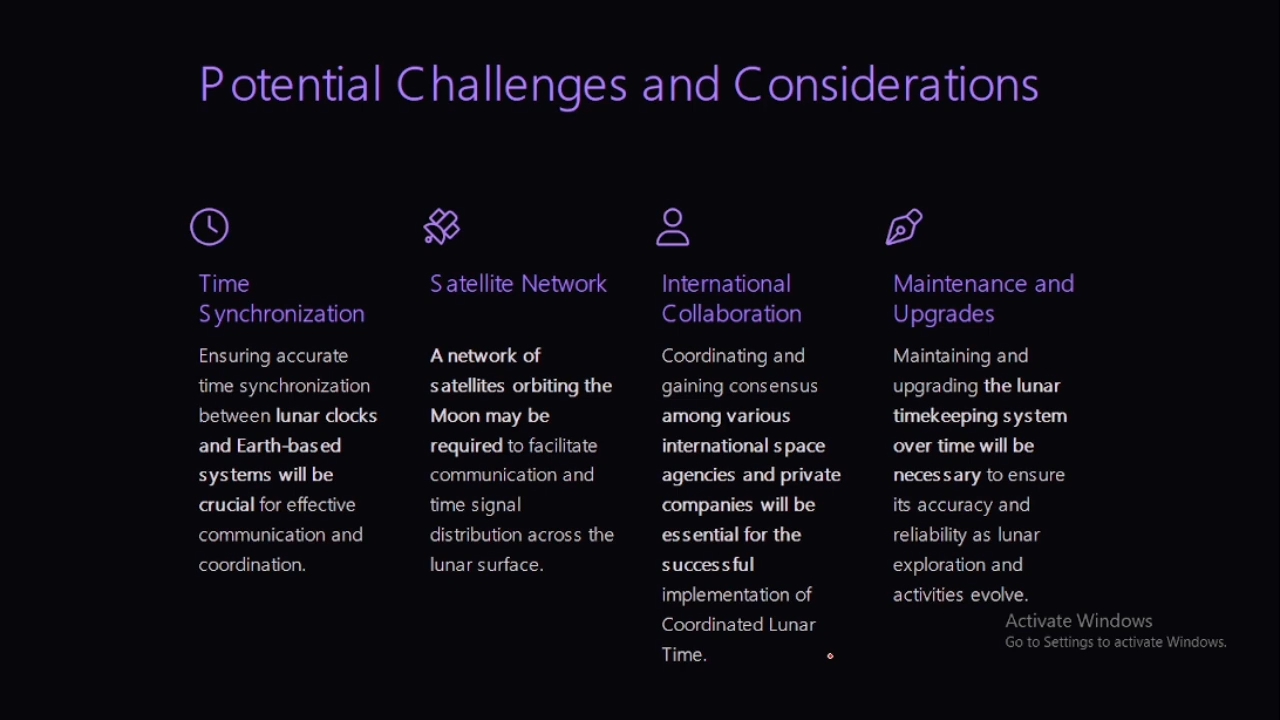 Potential Challenges and Considerations
Time
Synchronization
Ensuring accurate
time synchronization
between lunar clocks
and Earth-based
systems will be
crucial for effective
communication and
coordination.
Satellite Network
A network of
satellites orbiting the
Moon may be
required to facilitate
communication and
time signal
distribution across the
lunar surface.
International
Collaboration
Coordinating and
gaining consensus
among various
international space
agencies and private
companies will be
essential for the
successful
implementation of
Coordinated Lunar
Time.
Maintenance and
Upgrades
Maintaining and
upgrading the lunar
timekeeping system
over time will be
necessary to ensure
its accuracy and
reliability as lunar
exploration and
activities evolve.
Activate Windows
Go to Settings to activate Windows.